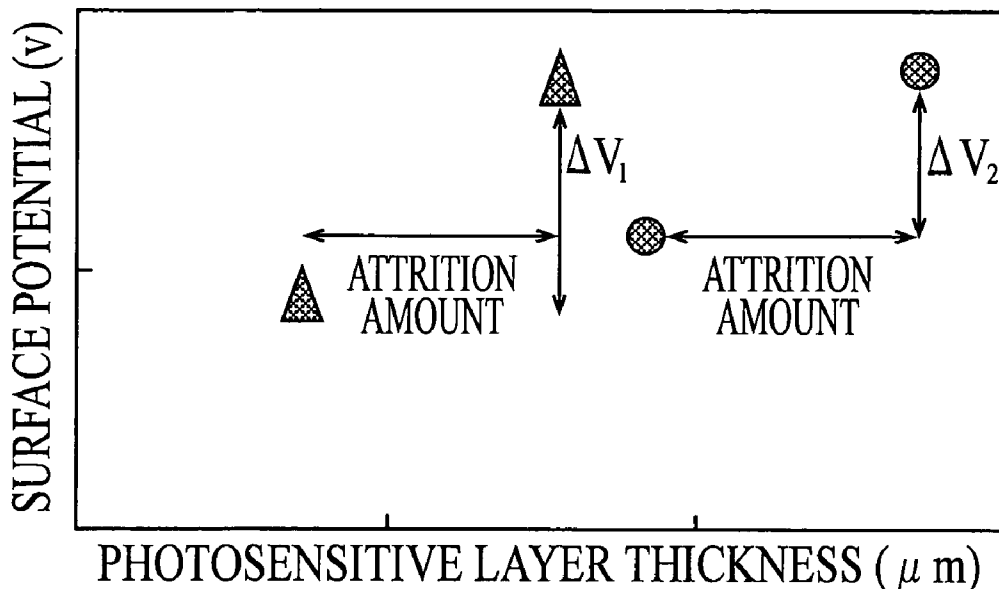 SURFACE POTENTIAL (v)
ΔV₁
ΔV₂
ATTRITION
AMOUNT
ATTRITION
AMOUNT
PHOTOSENSITIVE LAYER THICKNESS ( μ m)